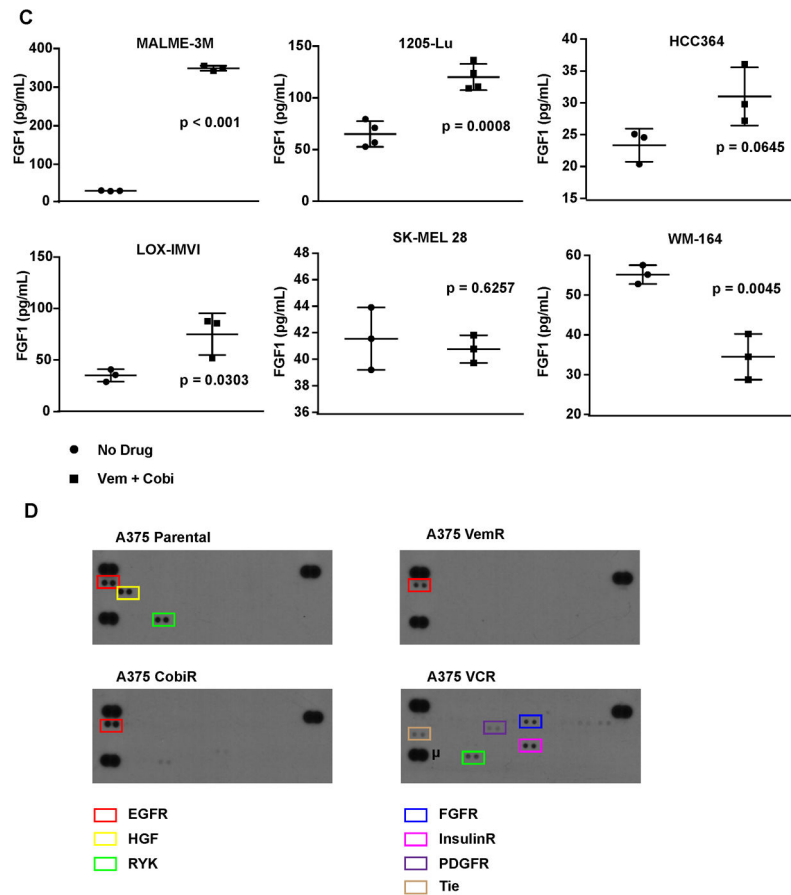 C
MALME-3M
FGF1 (pg/mL)
400
300
200
100
0
p < 0.001
1205-Lu
FGF1 (pg/mL)
150
100
50
0
p = 0.0008
HCC364
FGF1 (pg/mL)
40
35
30
25
20
15
p = 0.0645
LOX-IMVI
FGF1 (pg/mL)
150
100
50
0
p = 0.0303
SK-MEL 28
FGF1 (pg/mL)
48
46
44
42
40
38
36
p = 0.6257
WM-164
FGF1 (pg/mL)
60
50
40
30
20
p = 0.0045
No Drug
Vem + Cobi
D
A375 Parental
A375 VemR
A375 CobiR
A375 VCR
µ
EGFR
HGF
RYK
FGFR
InsulinR
PDGFR
Tie